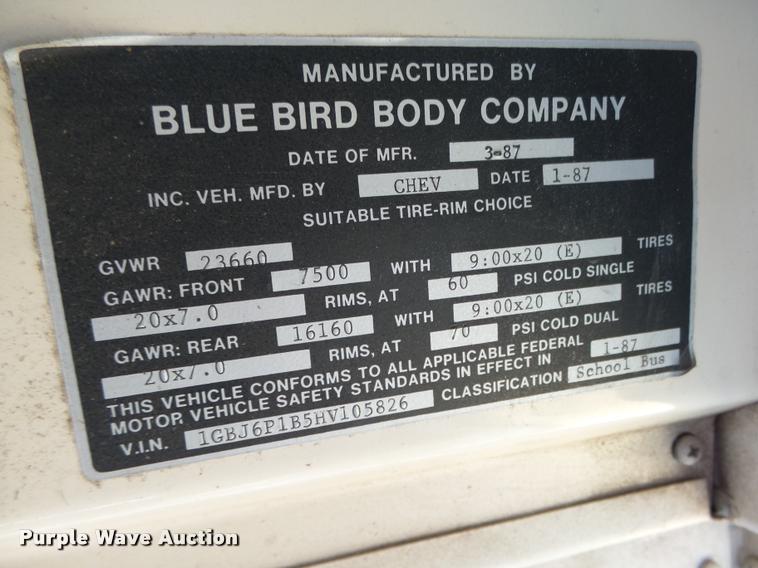 MANUFACTURED BY
BLUE BIRD BODY COMPANY
DATE OF MFR. 3-87
INC. VEH. MFD. BY CHEV DATE 1-87
SUITABLE TIRE-RIM CHOICE
GVWR 23660
GAWR: FRONT 7500 WITH 9:00x20 (E) TIRES
20x7.0 RIMS, AT 60 PSI COLD SINGLE
GAWR: REAR 16160 WITH 9:00x20 (E) TIRES
20x7.0 RIMS, AT 70 PSI COLD DUAL
THIS VEHICLE CONFORMS TO ALL APPLICABLE FEDERAL
MOTOR VEHICLE SAFETY STANDARDS IN EFFECT IN 1-87
V.I.N. 1GBJ6P1B5HV105826 CLASSIFICATION School Bus
Purple Wave Auction